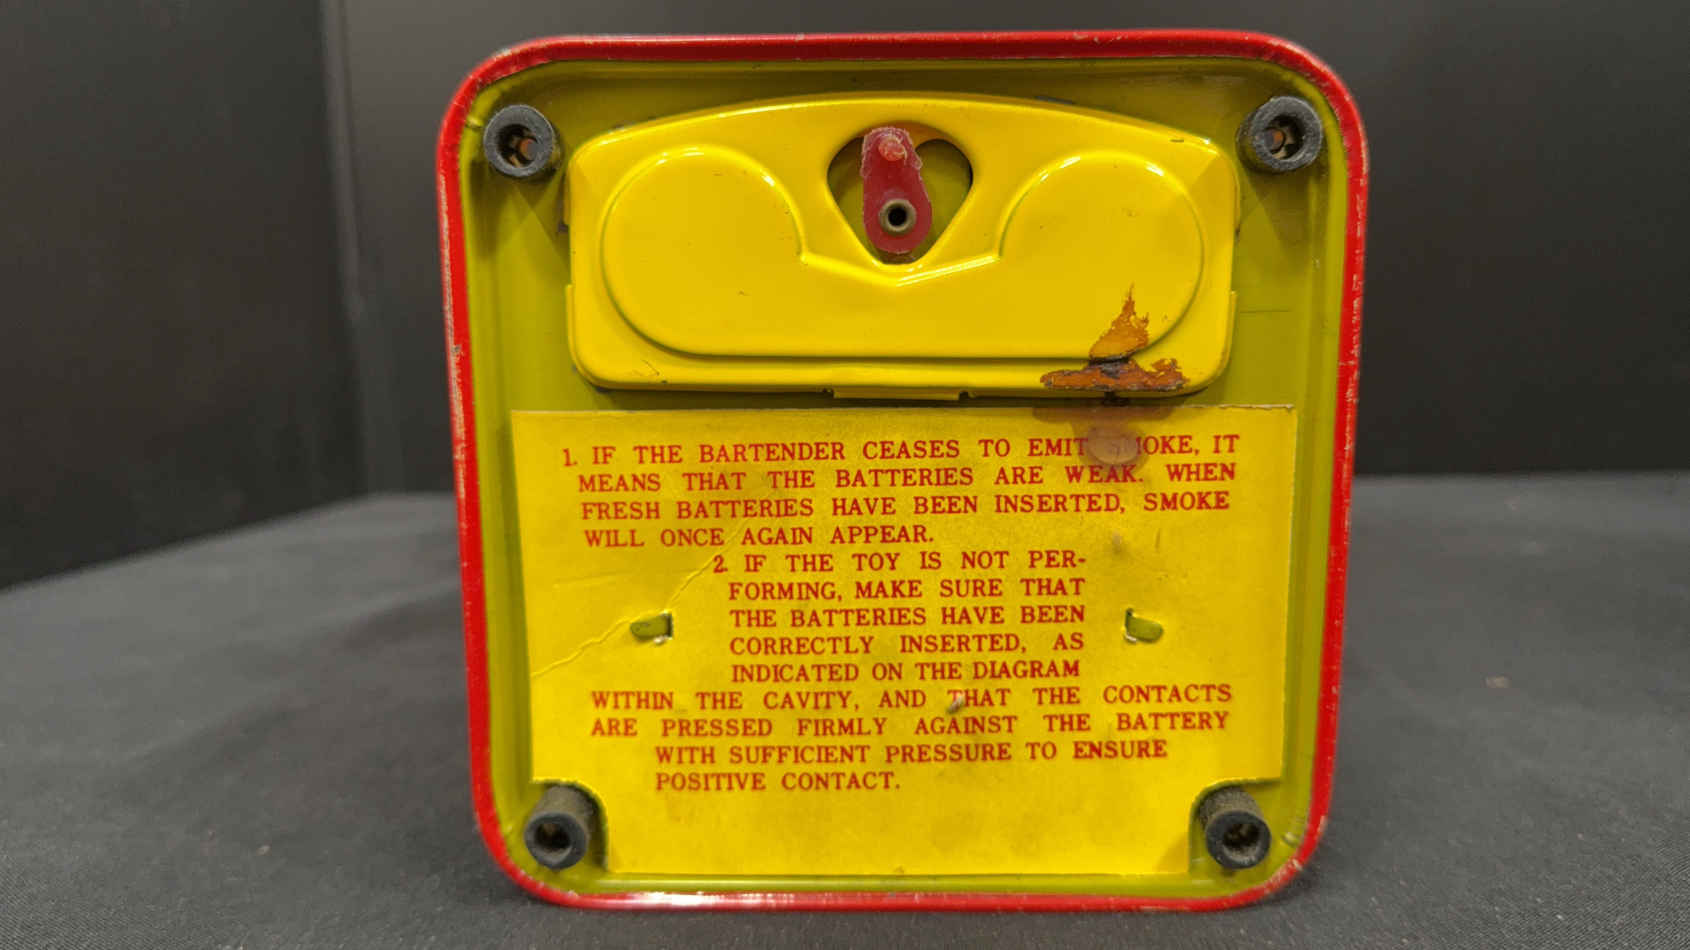 1. IF THE BARTENDER CEASES TO EMIT SMOKE, IT
MEANS THAT THE BATTERIES ARE WEAK. WHEN
FRESH BATTERIES HAVE BEEN INSERTED, SMOKE
WILL ONCE AGAIN APPEAR.
2. IF THE TOY IS NOT PER-
FORMING, MAKE SURE THAT
THE BATTERIES HAVE BEEN
CORRECTLY INSERTED, AS
INDICATED ON THE DIAGRAM
WITHIN THE CAVITY, AND THAT THE CONTACTS
ARE PRESSED FIRMLY AGAINST THE BATTERY
WITH SUFFICIENT PRESSURE TO ENSURE
POSITIVE CONTACT.